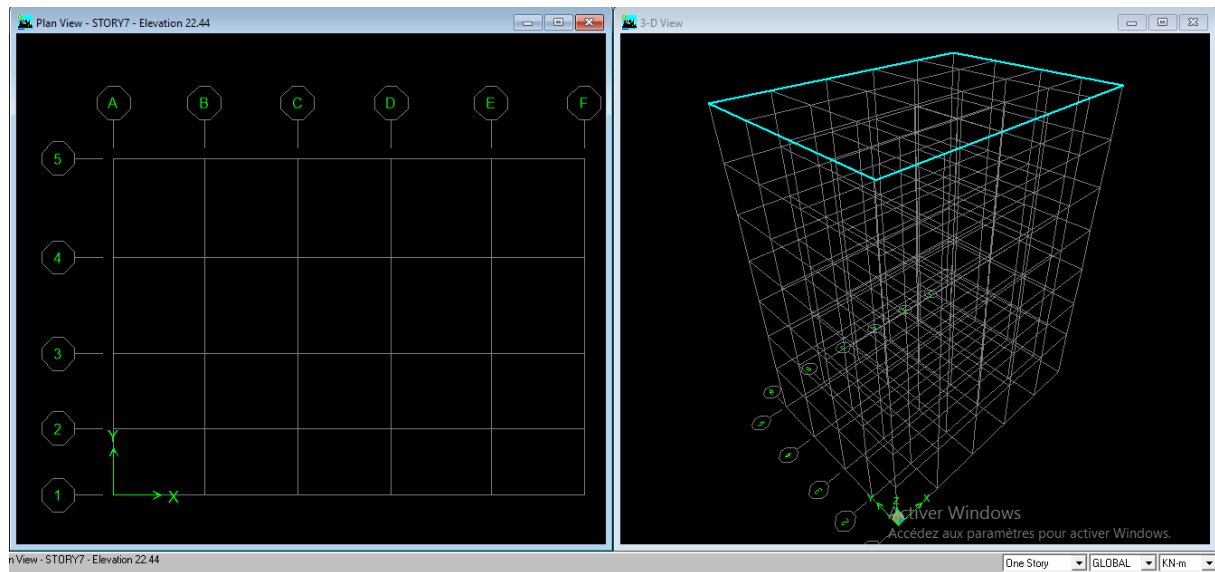 Plan View - STORY7 - Elevation 22.44
A B C D E F
5
4
3
2
1
Y
X
3-D View
Y Z X
Activer Windows
Accédez aux paramètres pour activer Windows.
n View - STORY7 - Elevation 22.44
One Story GLOBAL KN-m